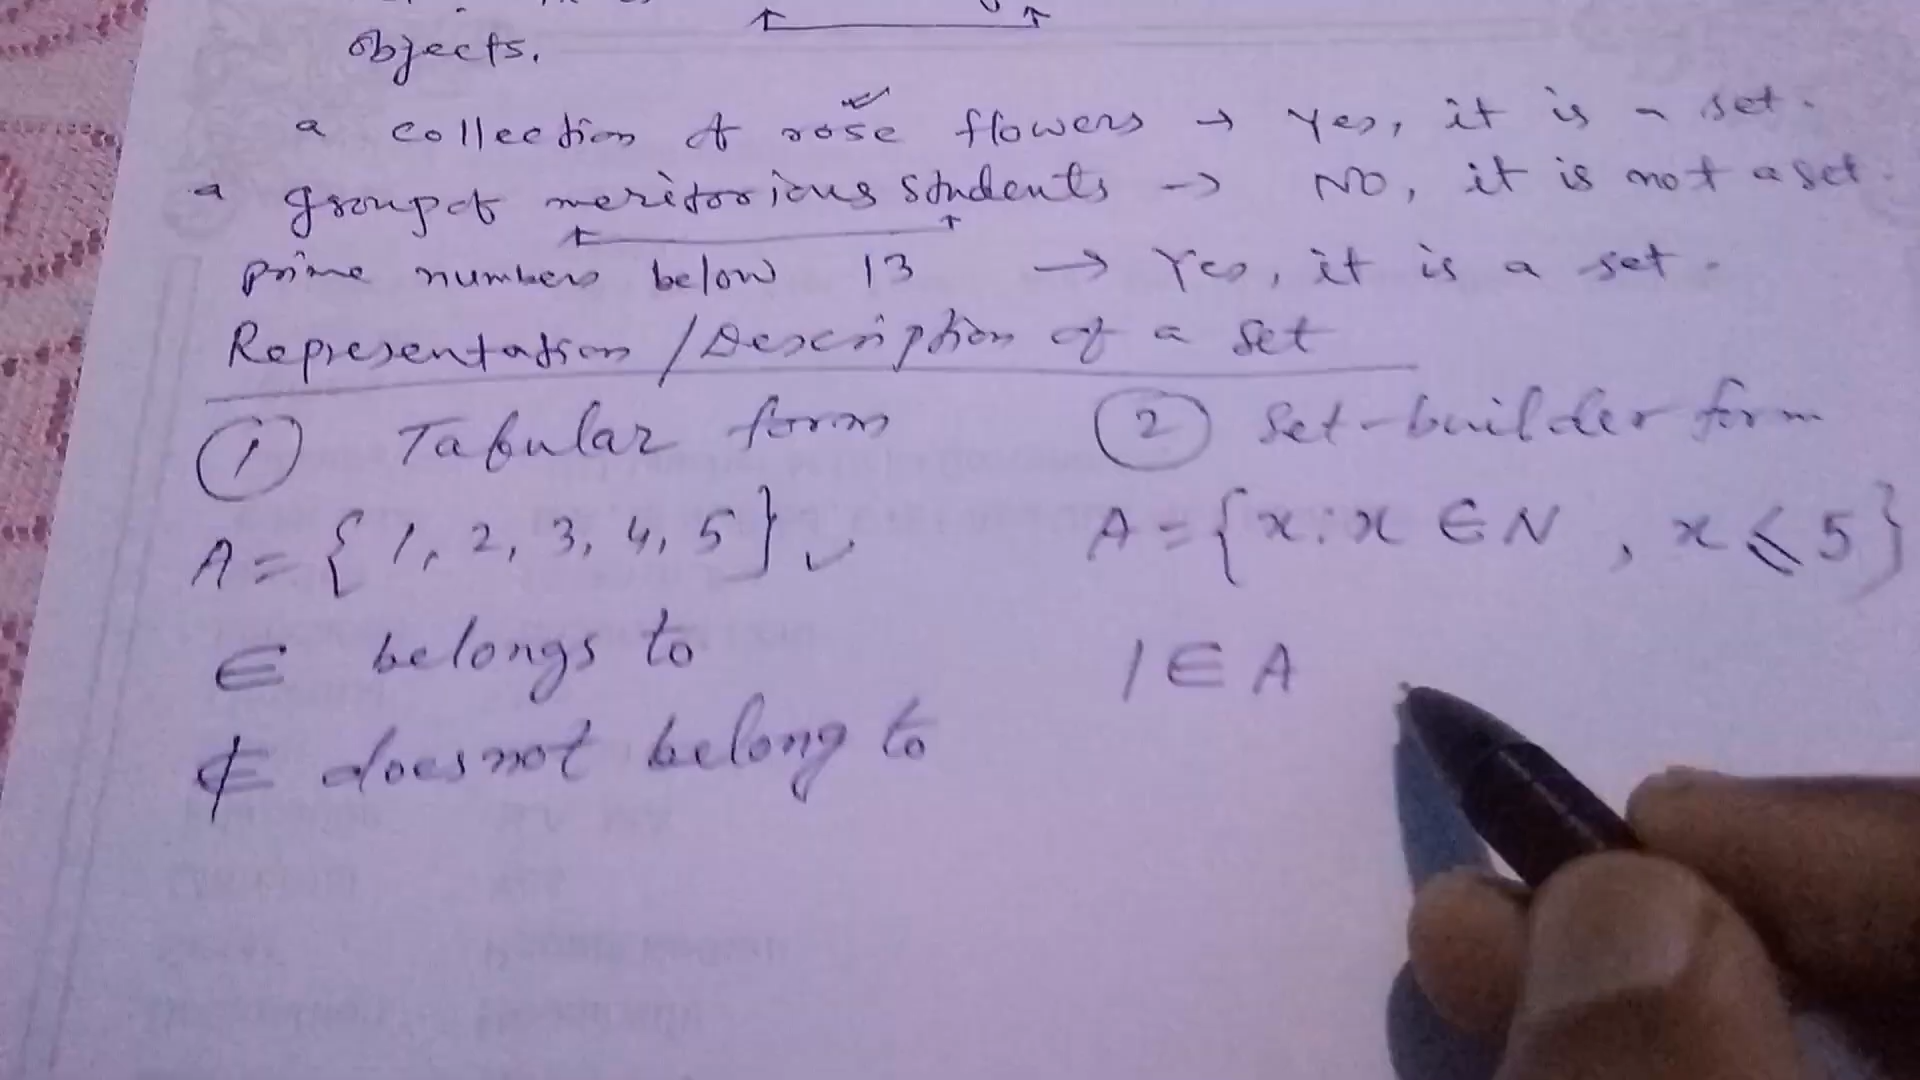 objects.
a collection of rose flowers → Yes, it is a set.
a group of meritorious students → NO, it is not a set.
prime numbers below 13 → Yes, it is a set.
Representation / Description of a set
① Tabular form ② Set-builder form
A = {1, 2, 3, 4, 5} ✓ A = {x : x ∈ N , x ⩽ 5}
∈ belongs to 1 ∈ A
∉ does not belong to